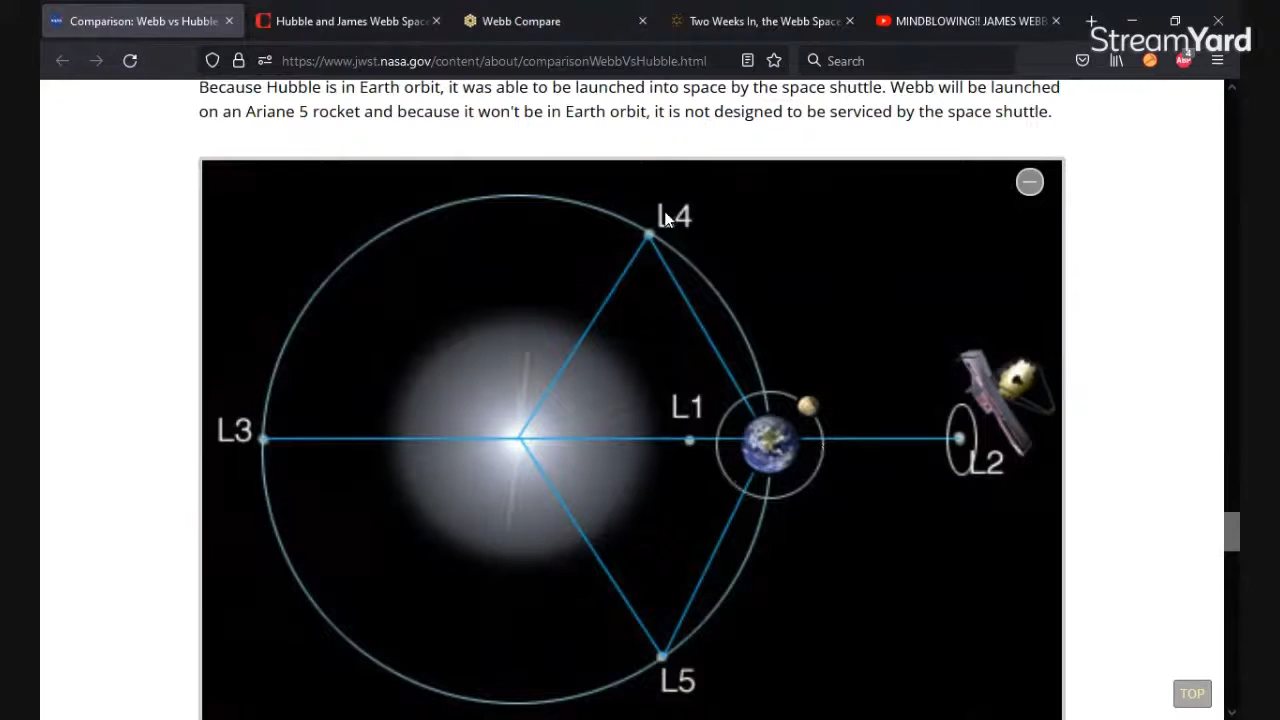 Comparison: Webb vs Hubble
Hubble and James Webb Spac
Webb Compare
Two Weeks In, the Webb Space
MINDBLOWING!! JAMES WEBB
StreamYard
https://www.jwst.nasa.gov/content/about/comparisonWebbVsHubble.html
Search
4
ABP
Because Hubble is in Earth orbit, it was able to be launched into space by the space shuttle. Webb will be launched
on an Ariane 5 rocket and because it won't be in Earth orbit, it is not designed to be serviced by the space shuttle.
L4
L1
L3
L2
L5
TOP